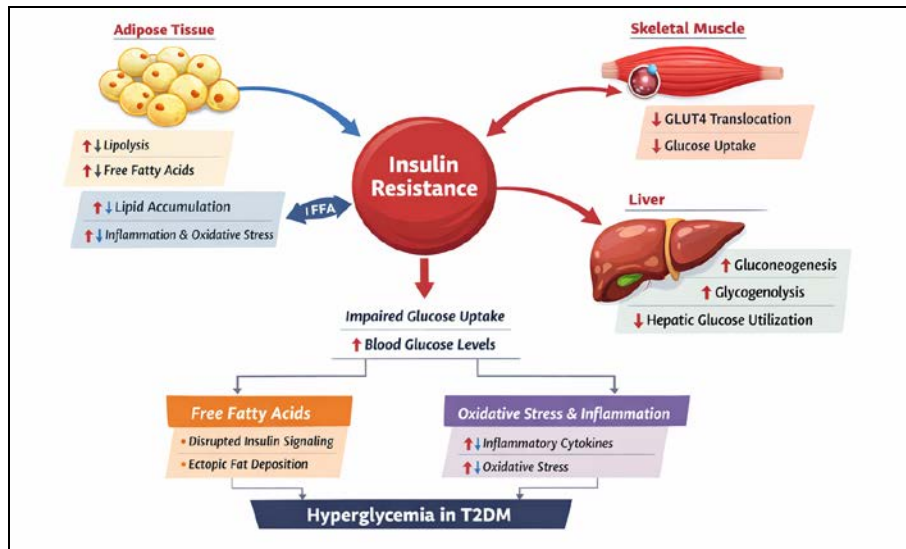 Adipose Tissue
↑↓ Lipolysis
↑↓ Free Fatty Acids
↑↓ Lipid Accumulation
↑↓ Inflammation & Oxidative Stress
FFA
Insulin
Resistance
Skeletal Muscle
↓ GLUT4 Translocation
↓ Glucose Uptake
Liver
↑ Gluconeogenesis
↑ Glycogenolysis
↓ Hepatic Glucose Utilization
Impaired Glucose Uptake
↑ Blood Glucose Levels
Free Fatty Acids
• Disrupted Insulin Signaling
• Ectopic Fat Deposition
Oxidative Stress & Inflammation
↑↓ Inflammatory Cytokines
↑↓ Oxidative Stress
Hyperglycemia in T2DM